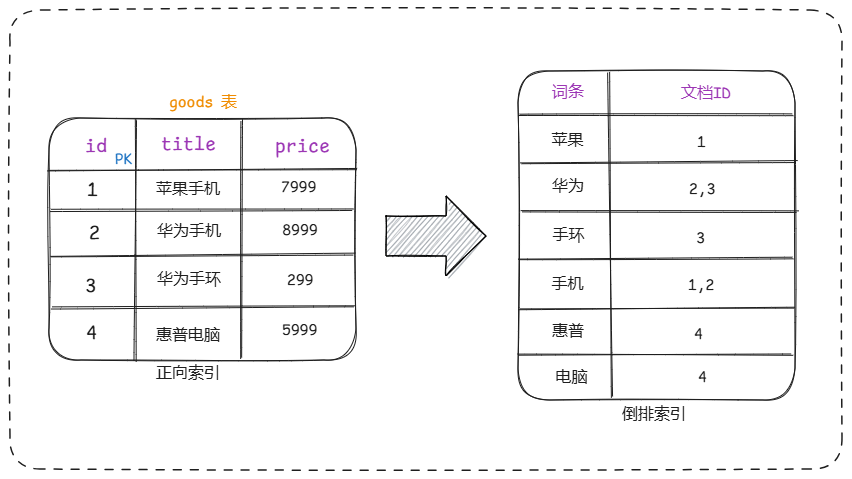 goods 表
id PK title price
1 苹果手机 7999
2 华为手机 8999
3 华为手环 299
4 惠普电脑 5999
正向索引
词条 文档ID
苹果 1
华为 2,3
手环 3
手机 1,2
惠普 4
电脑 4
倒排索引